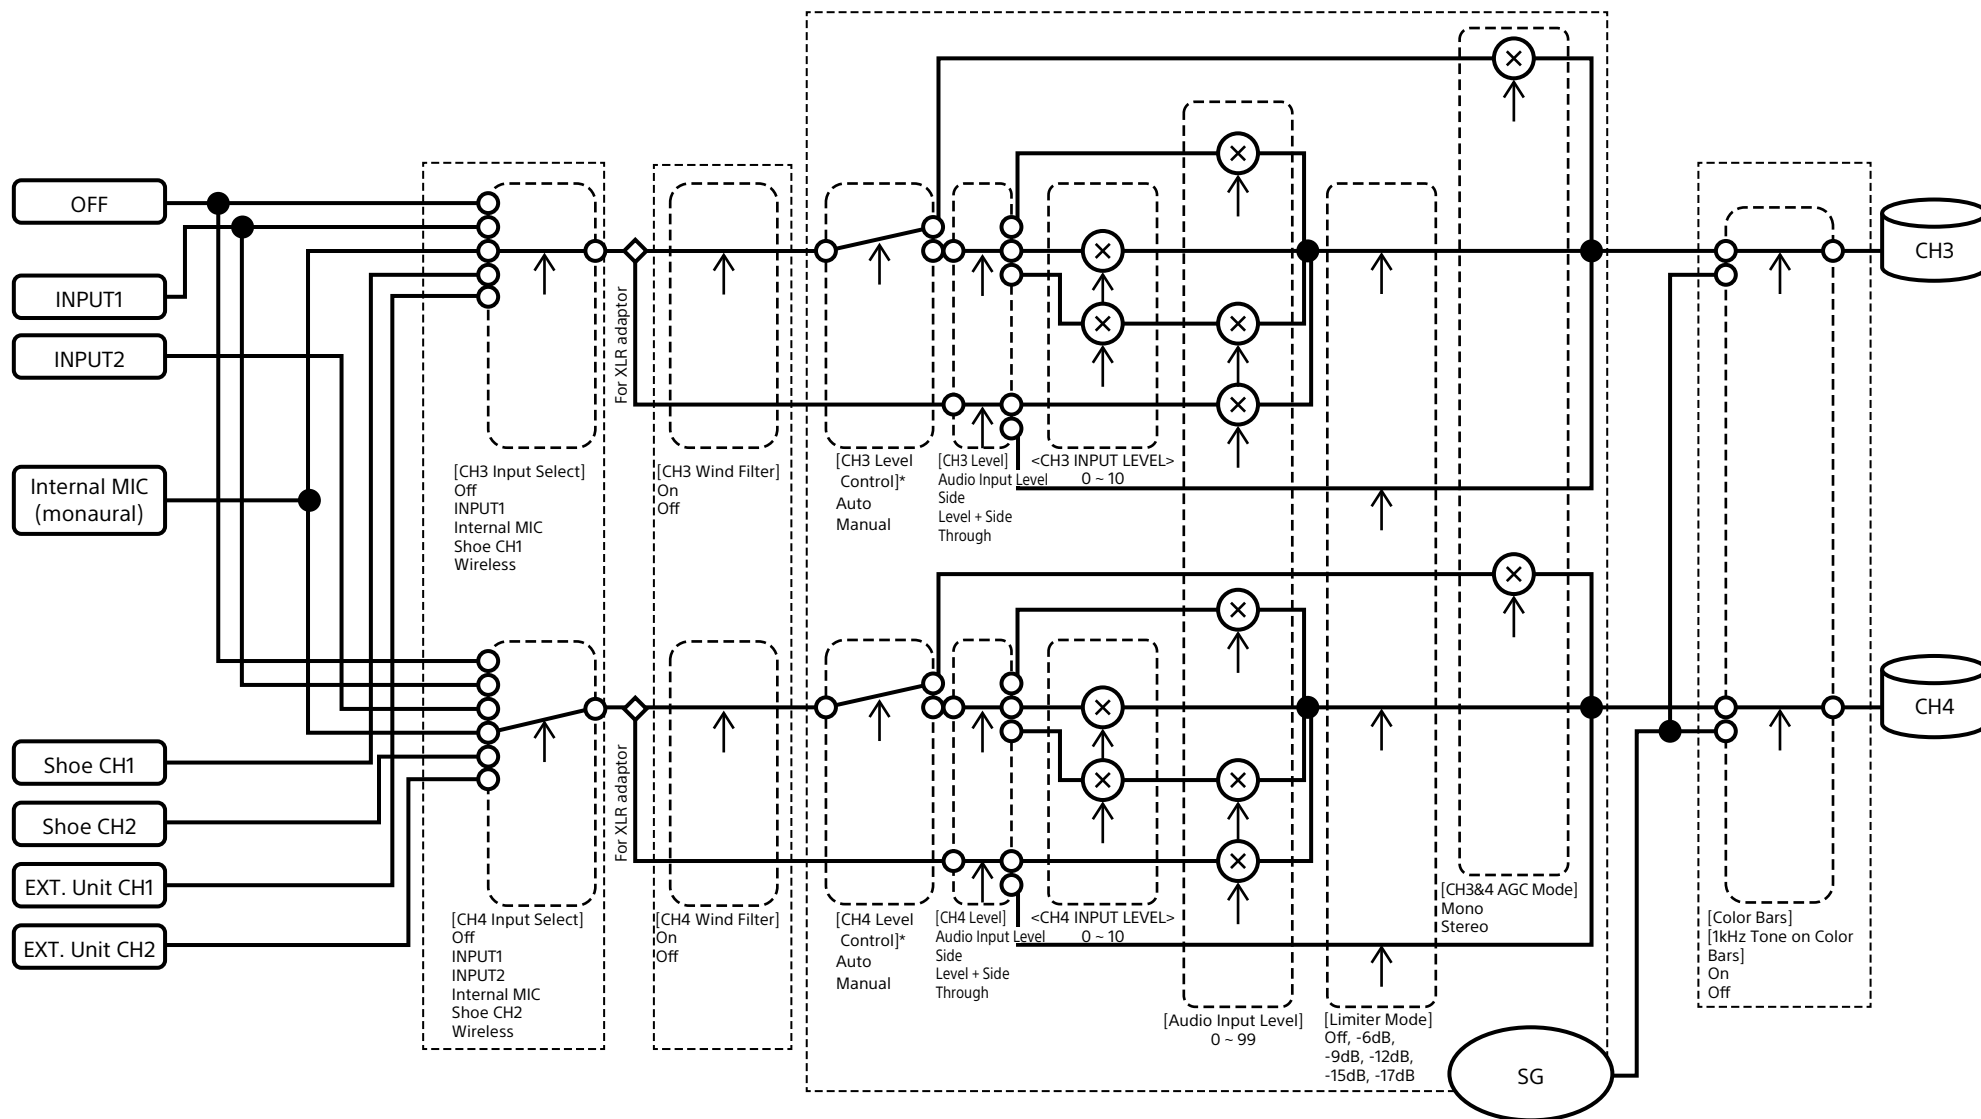 OFF
INPUT1
INPUT2
Internal MIC
(monaural)
Shoe CH1
Shoe CH2
EXT. Unit CH1
EXT. Unit CH2
[CH3 Input Select]
Off
INPUT1
Internal MIC
Shoe CH1
Wireless
For XLR adaptor
[CH3 Wind Filter]
On
Off
[CH3 Level
Control]*
Auto
Manual
[CH3 Level]
Audio Input Level
Side
Level + Side
Through
<CH3 INPUT LEVEL>
0 ~ 10
CH3
[CH4 Input Select]
Off
INPUT1
INPUT2
Internal MIC
Shoe CH2
Wireless
For XLR adaptor
[CH4 Wind Filter]
On
Off
[CH4 Level
Control]*
Auto
Manual
[CH4 Level]
Audio Input Level
Side
Level + Side
Through
<CH4 INPUT LEVEL>
0 ~ 10
[Audio Input Level]
0 ~ 99
[Limiter Mode]
Off, -6dB,
-9dB, -12dB,
-15dB, -17dB
[CH3&4 AGC Mode]
Mono
Stereo
SG
[Color Bars]
[1kHz Tone on Color
Bars]
On
Off
CH4